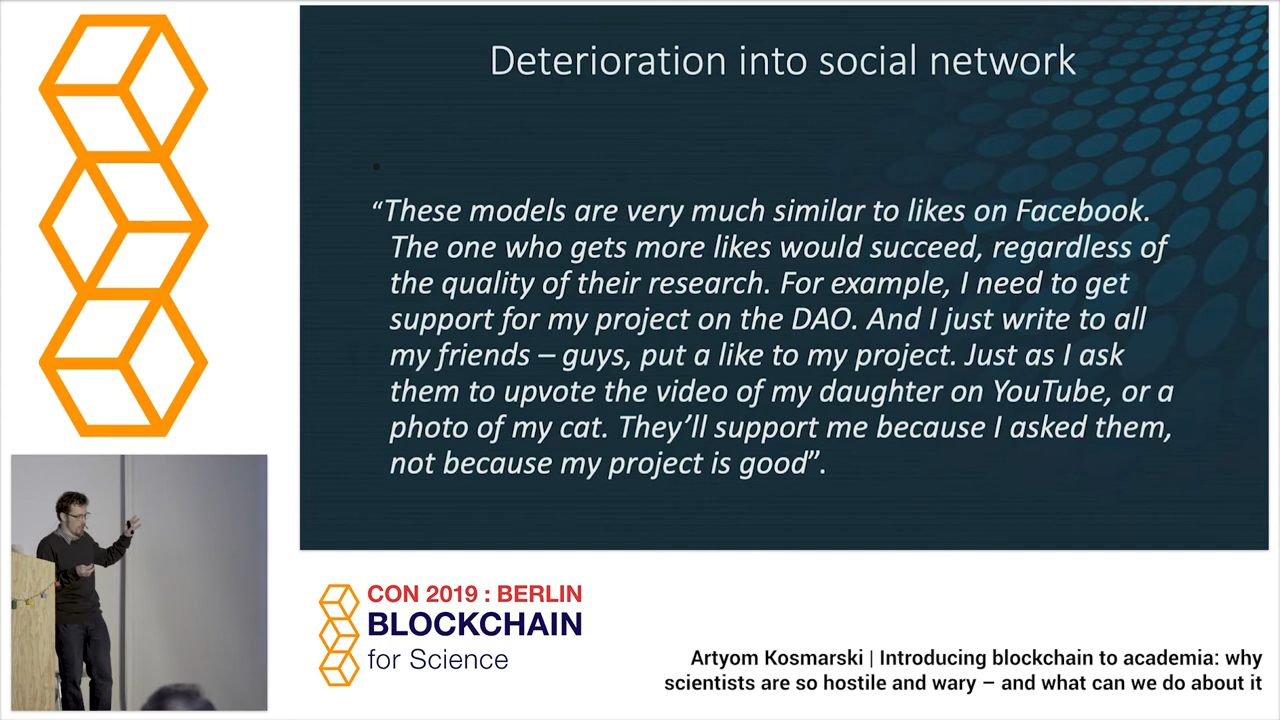 Deterioration into social network
•
“These models are very much similar to likes on Facebook.
The one who gets more likes would succeed, regardless of
the quality of their research. For example, I need to get
support for my project on the DAO. And I just write to all
my friends – guys, put a like to my project. Just as I ask
them to upvote the video of my daughter on YouTube, or a
photo of my cat. They’ll support me because I asked them,
not because my project is good”.
CON 2019 : BERLIN
BLOCKCHAIN
for Science
Artyom Kosmarski | Introducing blockchain to academia: why
scientists are so hostile and wary – and what can we do about it